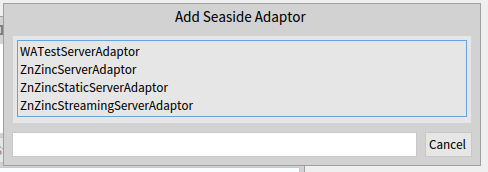 Add Seaside Adaptor
WATestServerAdaptor
ZnZincServerAdaptor
ZnZincStaticServerAdaptor
ZnZincStreamingServerAdaptor
Cancel